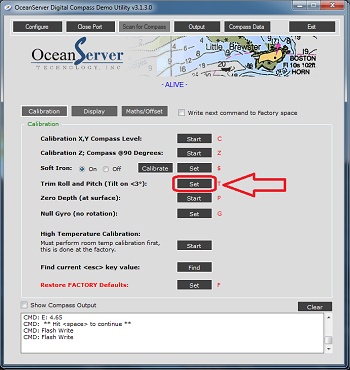 OceanServer Digital Compass Demo Utility v3.1.3.0
Configure Close Port Scan for Compass Output Compass Data Exit
OceanServer
TECHNOLOGY, INC
Little Brewster
BOSTON
Fl 10s 102ft
HORN
- ALIVE -
Calibration Display Maths/Offset Write next command to Factory space
Calibration
Calibration X,Y Compass Level: Start C
Calibration Z; Compass @90 Degrees: Start Z
Soft Iron: On Off Calibrate Set $
Trim Roll and Pitch (Tilt on <3°): Set T
Zero Depth (at surface): Start P
Null Gyro (no rotation): Set G
High Temperature Calibration:
Must perform room temp calibration first, Start
this is done at the factory.
Find current <esc> key value: Find
Restore FACTORY Defaults: Set F
Show Compass Output Clear
CMD: E: 4.65
CMD: ** Hit <space> to continue **
CMD: Flash Write
CMD: Flash Write